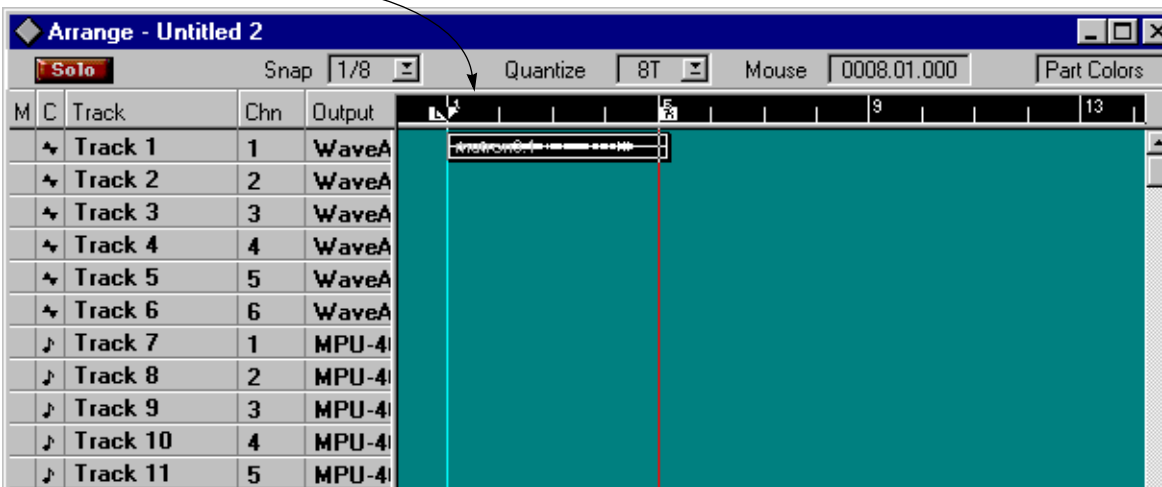 Arrange - Untitled 2
Solo Snap 1/8 Quantize 8T Mouse 0008.01.000 Part Colors
M C Track Chn Output 1 5 9 13
Track 1 1 WaveA
Track 2 2 WaveA
Track 3 3 WaveA
Track 4 4 WaveA
Track 5 5 WaveA
Track 6 6 WaveA
Track 7 1 MPU-4
Track 8 2 MPU-4
Track 9 3 MPU-4
Track 10 4 MPU-4
Track 11 5 MPU-4